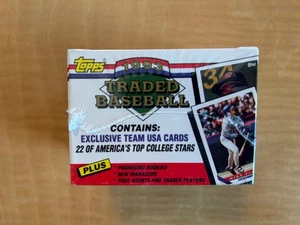 Topps
1993
TRADED
BASEBALL
CONTAINS:
EXCLUSIVE TEAM USA CARDS
22 OF AMERICA'S TOP COLLEGE STARS
PLUS
• PROMISING ROOKIES
• NEW MANAGERS
• FREE AGENTS AND TRADED PLAYERS